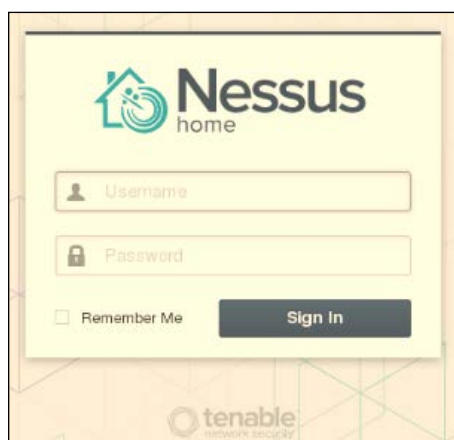 Nessus
home
Username
Password
Remember Me
Sign In
tenable
network security